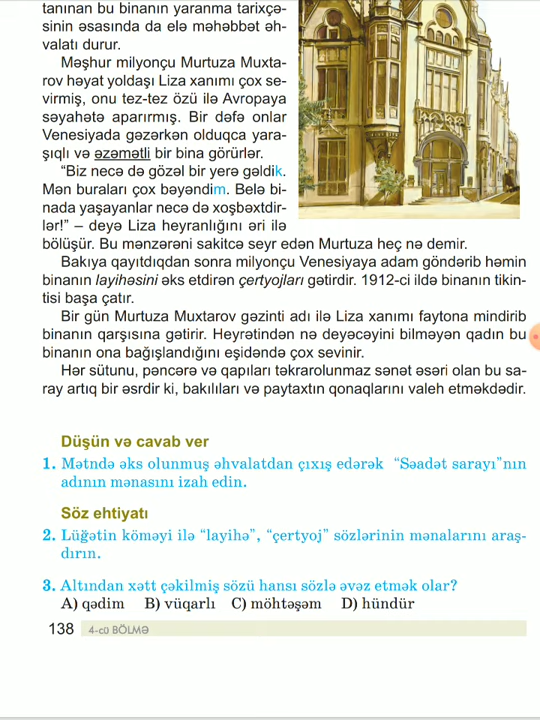 tanınan bu binanın yaranma tarixçə-
sinin əsasında da elə məhəbbət əh-
valatı durur.
Məşhur milyonçu Murtuza Muxta-
rov həyat yoldaşı Liza xanımı çox se-
virmiş, onu tez-tez özü ilə Avropaya
səyahətə aparırmış. Bir dəfə onlar
Venesiyada gəzərkən olduqca yara-
şıqlı və əzəmətli bir bina görürlər.
“Biz necə də gözəl bir yerə gəldik.
Mən buraları çox bəyəndim. Belə bi-
nada yaşayanlar necə də xoşbəxtdir-
lər!” – deyə Liza heyranlığını əri ilə
bölüşür. Bu mənzərəni sakitcə seyr edən Murtuza heç nə demir.
Bakıya qayıtdıqdan sonra milyonçu Venesiyaya adam göndərib həmin
binanın layihəsini əks etdirən çertyojları gətirdir. 1912-ci ildə binanın tikin-
tisi başa çatır.
Bir gün Murtuza Muxtarov gəzinti adı ilə Liza xanımı faytona mindirib
binanın qarşısına gətirir. Heyrətindən nə deyəcəyini bilməyən qadın bu
binanın ona bağışlandığını eşidəndə çox sevinir.
Hər sütunu, pəncərə və qapıları təkrarolunmaz sənət əsəri olan bu sa-
ray artıq bir əsrdir ki, bakılıları və paytaxtın qonaqlarını valeh etməkdədir.
Düşün və cavab ver
1. Mətndə əks olunmuş əhvalatdan çıxış edərək “Səadət sarayı”nın
adının mənasını izah edin.
Söz ehtiyatı
2. Lüğətin köməyi ilə “layihə”, “çertyoj” sözlərinin mənalarını araş-
dırın.
3. Altından xətt çəkilmiş sözü hansı sözlə əvəz etmək olar?
A) qədim B) vüqarlı C) möhtəşəm D) hündür
138 4-cü BÖLMƏ